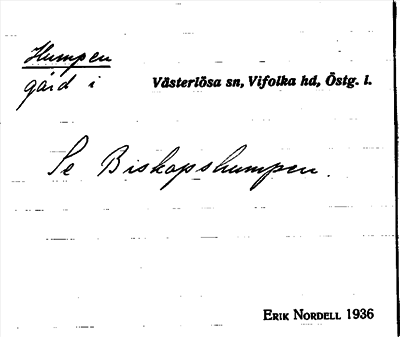 Humpen
gård i Västerlösa sn, Vifolka hd, Östg. l.
Se Biskopshumpen.
ERIK NORDELL 1936